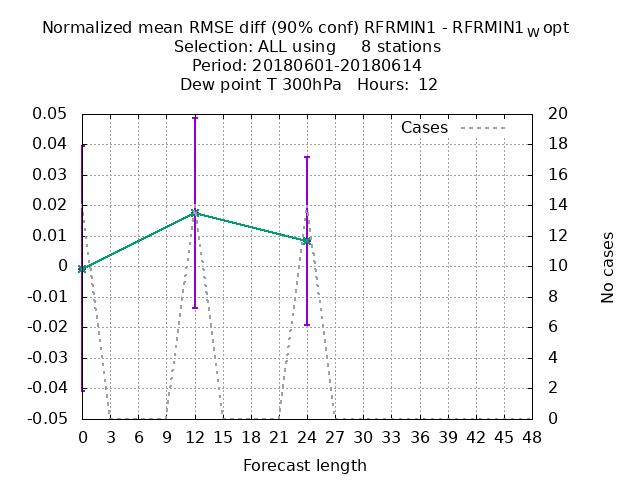 Normalized mean RMSE diff (90% conf) RFRMIN1 - RFRMIN1W opt
Selection: ALL using 8 stations
Period: 20180601-20180614
Dew point T 300hPa Hours: 12
Cases
0.05
0.04
0.03
0.02
0.01
0
-0.01
-0.02
-0.03
-0.04
-0.05
20
18
16
14
12
10
8
6
4
2
0
No cases
0 3 6 9 12 15 18 21 24 27 30 33 36 39 42 45 48
Forecast length